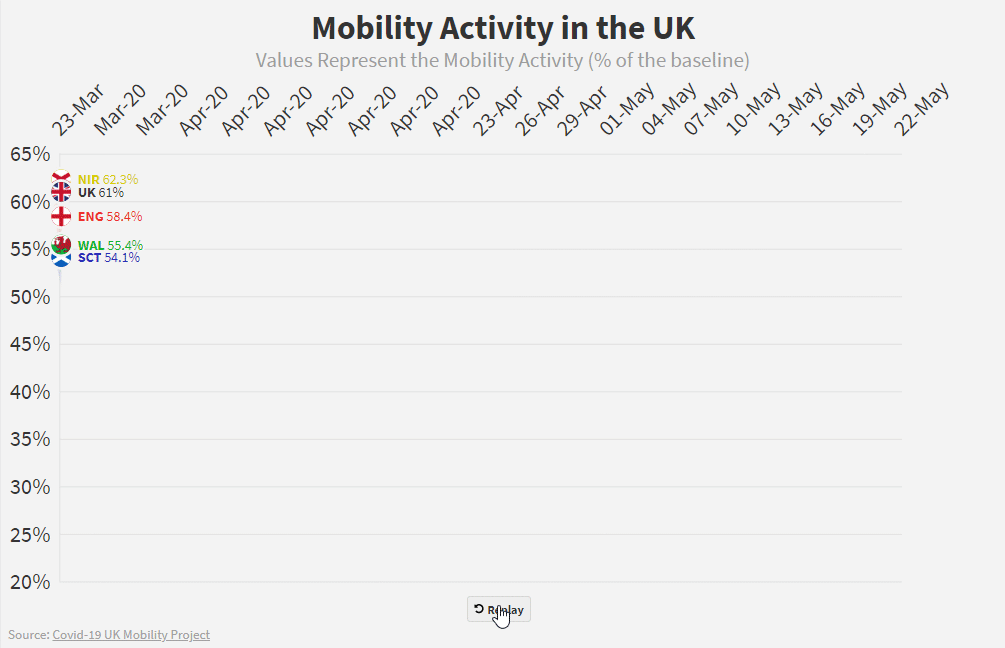 Mobility Activity in the UK
Values Represent the Mobility Activity (% of the baseline)
23-Mar Mar-20 Mar-20 Apr-20 Apr-20 Apr-20 Apr-20 Apr-20 Apr-20 Apr-20 23-Apr 26-Apr 29-Apr 01-May 04-May 07-May 10-May 13-May 16-May 19-May 22-May
65%
NIR 62.3%
UK 61%
60%
ENG 58.4%
WAL 55.4%
55%
SCT 54.1%
50%
45%
40%
35%
30%
25%
20%
Replay
Source: Covid-19 UK Mobility Project